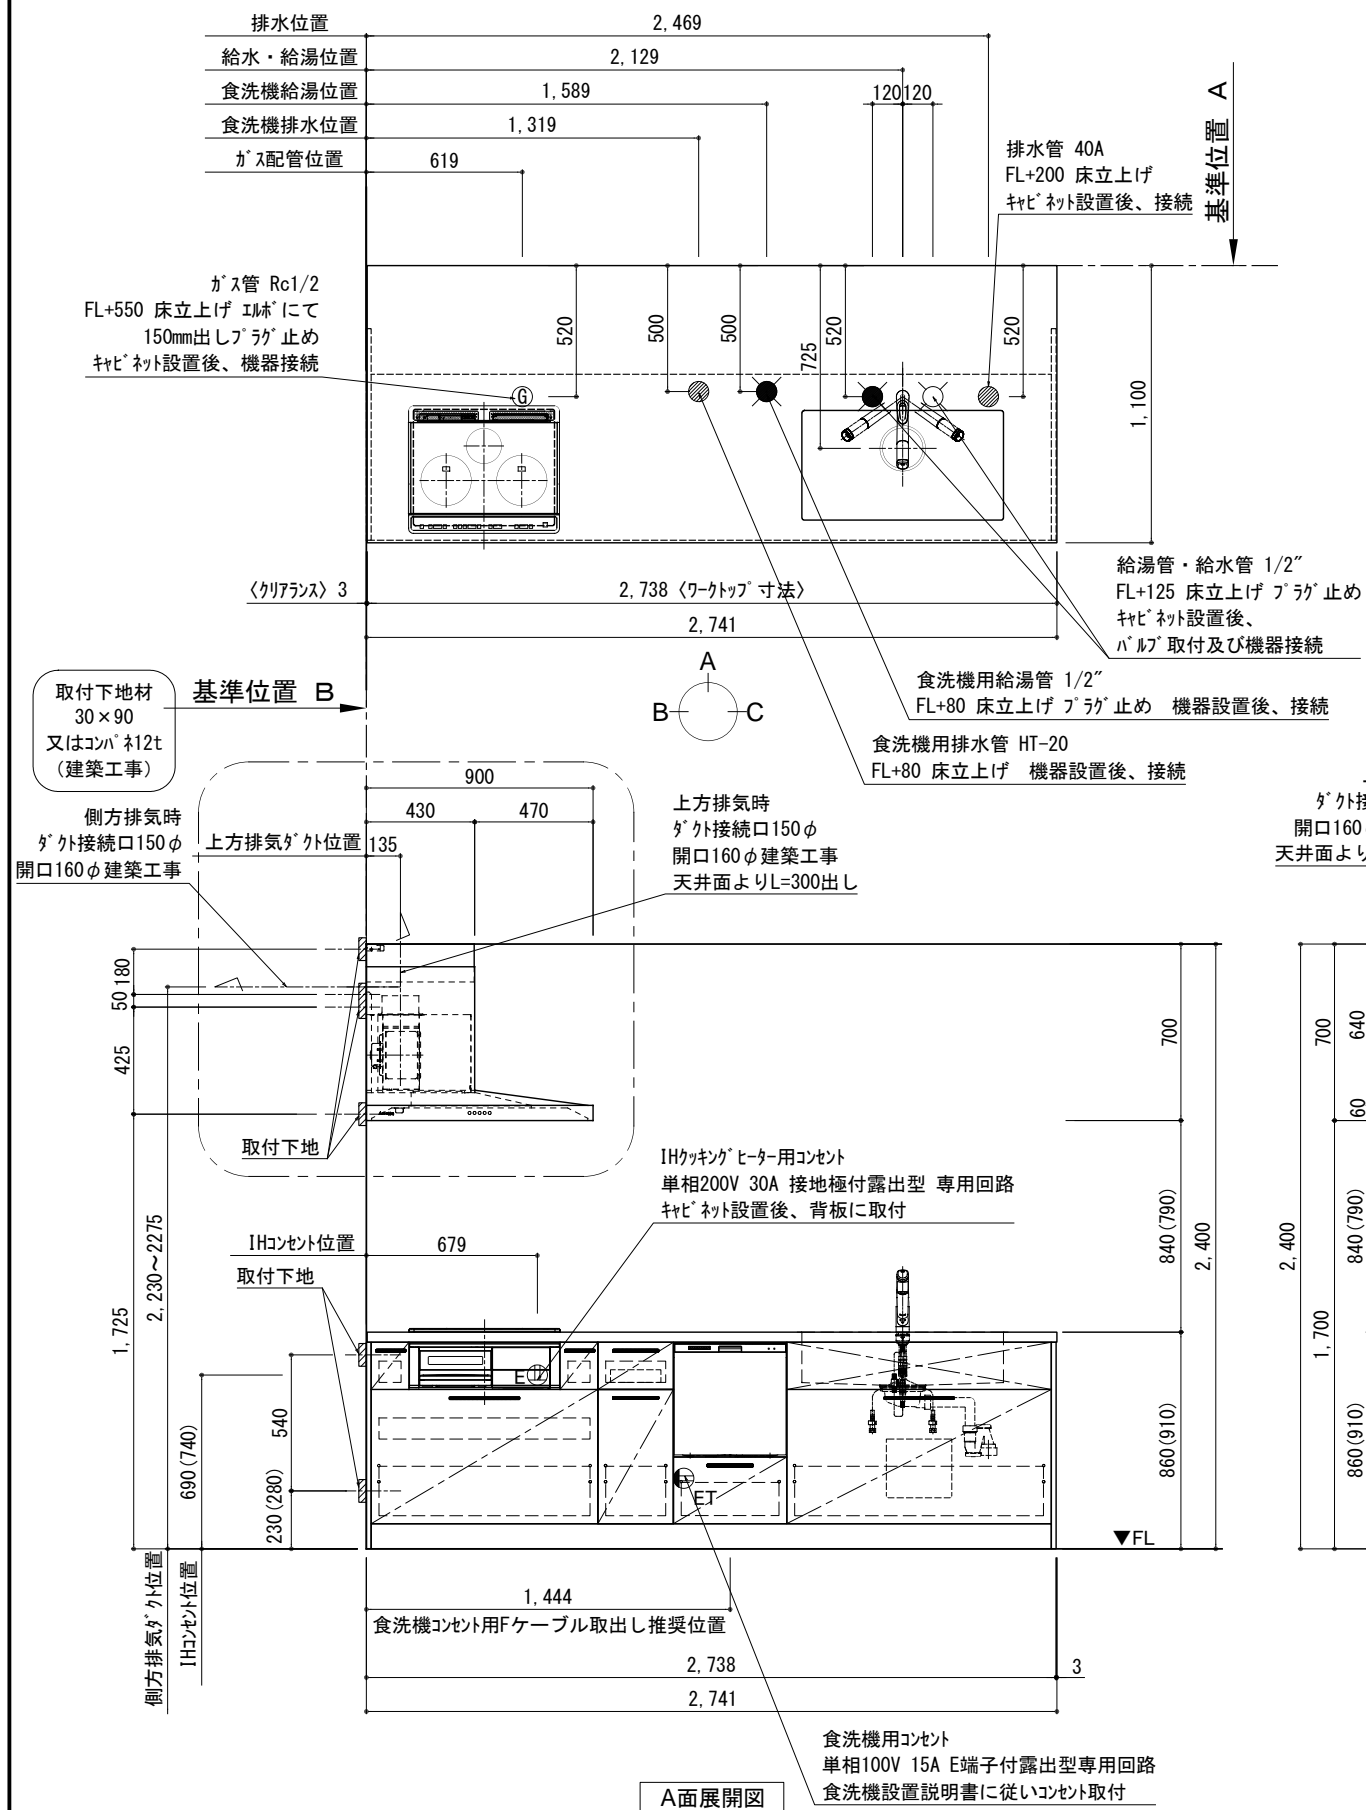 排水位置 2,469
給水・給湯位置 2,129
食洗機給湯位置 1,589 120 120
食洗機排水位置 1,319
ガス配管位置 619
基準位置 A
排水管 40A
FL+200 床立上げ
キャビネット設置後、接続
ガス管 Rc1/2
FL+550 床立上げ エルボにて
150mm出しプラグ止め
キャビネット設置後、機器接続
520
500
500
725
520
520
1,100
G
〈クリアランス〉 3
2,738 〈ワークトップ寸法〉
2,741
給湯管・給水管 1/2″
FL+125 床立上げ プラグ止め
キャビネット設置後、
バルブ取付及び機器接続
食洗機用給湯管 1/2″
FL+80 床立上げ プラグ止め 機器設置後、接続
食洗機用排水管 HT-20
FL+80 床立上げ 機器設置後、接続
A
B
C
基準位置 B
取付下地材
30×90
又はコンパネ12t
(建築工事)
900
430
470
上方排気ダクト位置 135
側方排気時
ダクト接続口150φ
開口160φ建築工事
上方排気時
ダクト接続口150φ
開口160φ建築工事
天井面よりL=300出し
ダクト接
開口160
天井面より
180
50
425
1,725
2,230~2275
取付下地
700
840(790)
2,400
860(910)
IHクッキングヒーター用コンセント
単相200V 30A 接地極付露出型 専用回路
キャビネット設置後、背板に取付
IHコンセント位置 679
取付下地
E
ET
540
690(740)
230(280)
側方排気ダクト位置
IHコンセント位置
▼FL
1,444
食洗機コンセント用Fケーブル取出し推奨位置
2,738
3
2,741
食洗機用コンセント
単相100V 15A E端子付露出型専用回路
食洗機設置説明書に従いコンセント取付
A面展開図
2,400
700
1,700
640
60
840(790)
860(910)